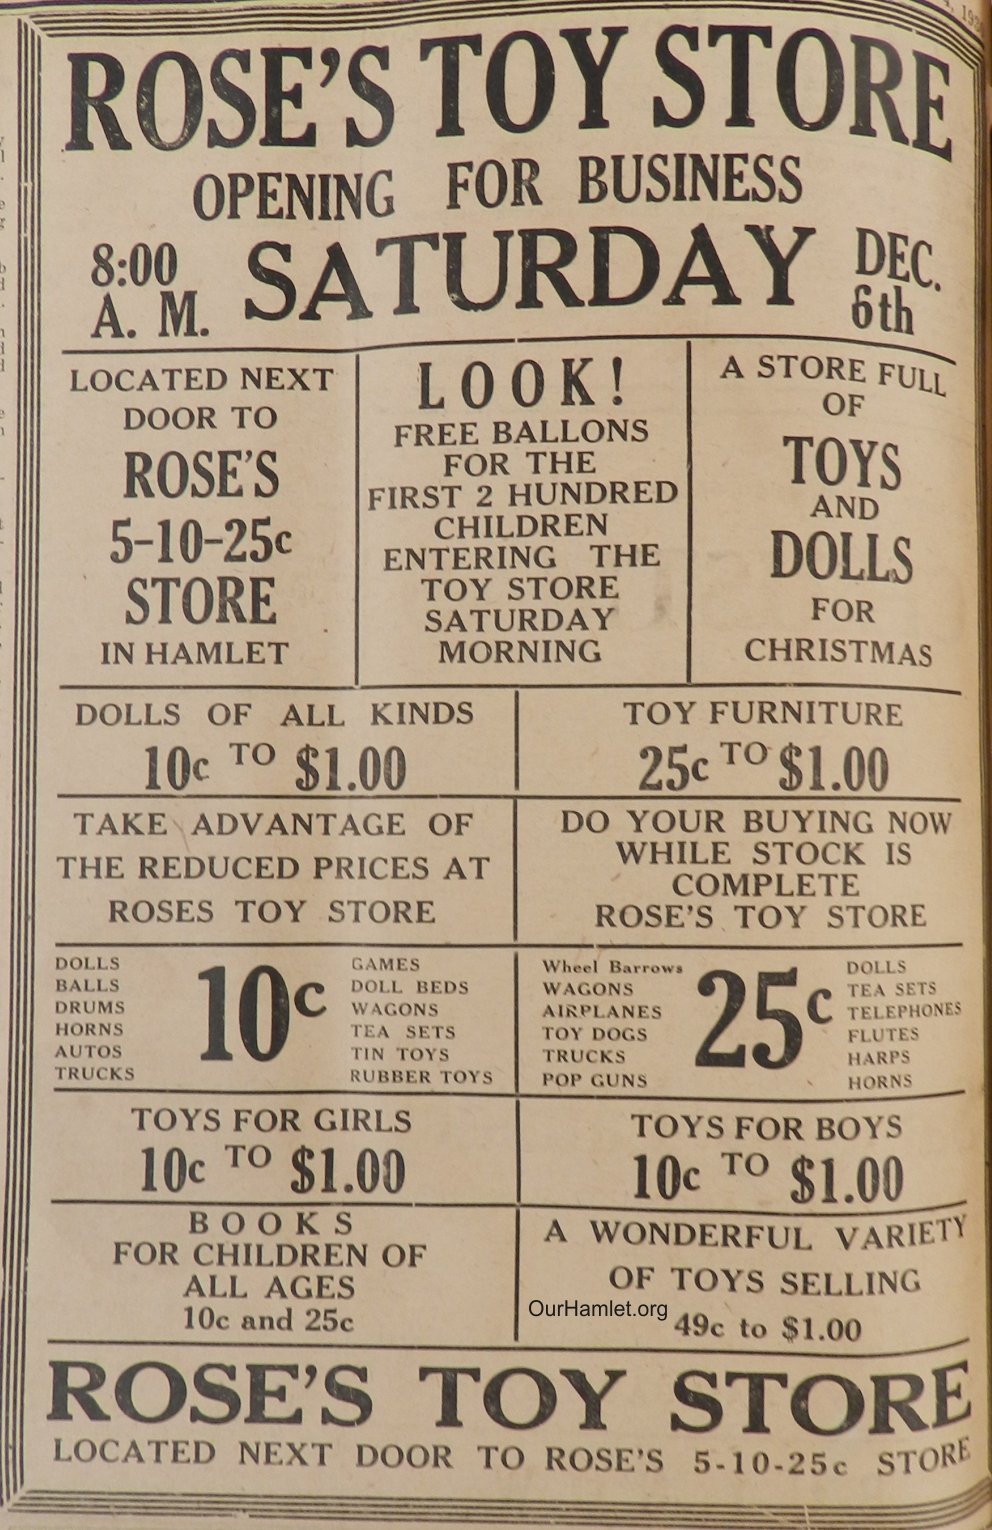 ROSE'S TOY STORE
OPENING FOR BUSINESS
8:00
A. M.
SATURDAY
DEC.
6th
LOCATED NEXT
DOOR TO
ROSE'S
5-10-25c
STORE
IN HAMLET
LOOK!
FREE BALLONS
FOR THE
FIRST 2 HUNDRED
CHILDREN
ENTERING THE
TOY STORE
SATURDAY
MORNING
A STORE FULL
OF
TOYS
AND
DOLLS
FOR
CHRISTMAS
DOLLS OF ALL KINDS
10c TO $1.00
TOY FURNITURE
25c TO $1.00
TAKE ADVANTAGE OF
THE REDUCED PRICES AT
ROSES TOY STORE
DO YOUR BUYING NOW
WHILE STOCK IS
COMPLETE
ROSE'S TOY STORE
DOLLS
BALLS
DRUMS
HORNS
AUTOS
TRUCKS
10c
GAMES
DOLL BEDS
WAGONS
TEA SETS
TIN TOYS
RUBBER TOYS
Wheel Barrows
WAGONS
AIRPLANES
TOY DOGS
TRUCKS
POP GUNS
25c
DOLLS
TEA SETS
TELEPHONES
FLUTES
HARPS
HORNS
TOYS FOR GIRLS
10c TO $1.00
TOYS FOR BOYS
10c TO $1.00
BOOKS
FOR CHILDREN OF
ALL AGES
10c and 25c
A WONDERFUL VARIETY
OF TOYS SELLING
OurHamlet.org
49c to $1.00
ROSE'S TOY STORE
LOCATED NEXT DOOR TO ROSE'S 5-10-25c STORE